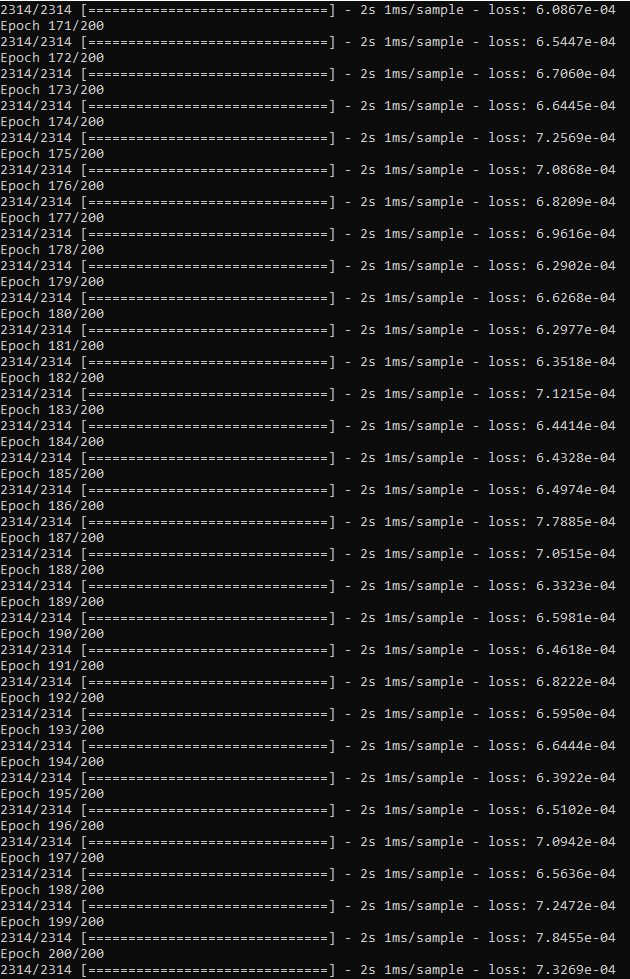 2314/2314 [==============================] - 2s 1ms/sample - loss: 6.0867e-04
Epoch 171/200
2314/2314 [==============================] - 2s 1ms/sample - loss: 6.5447e-04
Epoch 172/200
2314/2314 [==============================] - 2s 1ms/sample - loss: 6.7060e-04
Epoch 173/200
2314/2314 [==============================] - 2s 1ms/sample - loss: 6.6445e-04
Epoch 174/200
2314/2314 [==============================] - 2s 1ms/sample - loss: 7.2569e-04
Epoch 175/200
2314/2314 [==============================] - 2s 1ms/sample - loss: 7.0868e-04
Epoch 176/200
2314/2314 [==============================] - 2s 1ms/sample - loss: 6.8209e-04
Epoch 177/200
2314/2314 [==============================] - 2s 1ms/sample - loss: 6.9616e-04
Epoch 178/200
2314/2314 [==============================] - 2s 1ms/sample - loss: 6.2902e-04
Epoch 179/200
2314/2314 [==============================] - 2s 1ms/sample - loss: 6.6268e-04
Epoch 180/200
2314/2314 [==============================] - 2s 1ms/sample - loss: 6.2977e-04
Epoch 181/200
2314/2314 [==============================] - 2s 1ms/sample - loss: 6.3518e-04
Epoch 182/200
2314/2314 [==============================] - 2s 1ms/sample - loss: 7.1215e-04
Epoch 183/200
2314/2314 [==============================] - 2s 1ms/sample - loss: 6.4414e-04
Epoch 184/200
2314/2314 [==============================] - 2s 1ms/sample - loss: 6.4328e-04
Epoch 185/200
2314/2314 [==============================] - 2s 1ms/sample - loss: 6.4974e-04
Epoch 186/200
2314/2314 [==============================] - 2s 1ms/sample - loss: 7.7885e-04
Epoch 187/200
2314/2314 [==============================] - 2s 1ms/sample - loss: 7.0515e-04
Epoch 188/200
2314/2314 [==============================] - 2s 1ms/sample - loss: 6.3323e-04
Epoch 189/200
2314/2314 [==============================] - 2s 1ms/sample - loss: 6.5981e-04
Epoch 190/200
2314/2314 [==============================] - 2s 1ms/sample - loss: 6.4618e-04
Epoch 191/200
2314/2314 [==============================] - 2s 1ms/sample - loss: 6.8222e-04
Epoch 192/200
2314/2314 [==============================] - 2s 1ms/sample - loss: 6.5950e-04
Epoch 193/200
2314/2314 [==============================] - 2s 1ms/sample - loss: 6.6444e-04
Epoch 194/200
2314/2314 [==============================] - 2s 1ms/sample - loss: 6.3922e-04
Epoch 195/200
2314/2314 [==============================] - 2s 1ms/sample - loss: 6.5102e-04
Epoch 196/200
2314/2314 [==============================] - 2s 1ms/sample - loss: 7.0942e-04
Epoch 197/200
2314/2314 [==============================] - 2s 1ms/sample - loss: 6.5636e-04
Epoch 198/200
2314/2314 [==============================] - 2s 1ms/sample - loss: 7.2472e-04
Epoch 199/200
2314/2314 [==============================] - 2s 1ms/sample - loss: 7.8455e-04
Epoch 200/200
2314/2314 [==============================] - 2s 1ms/sample - loss: 7.3269e-04